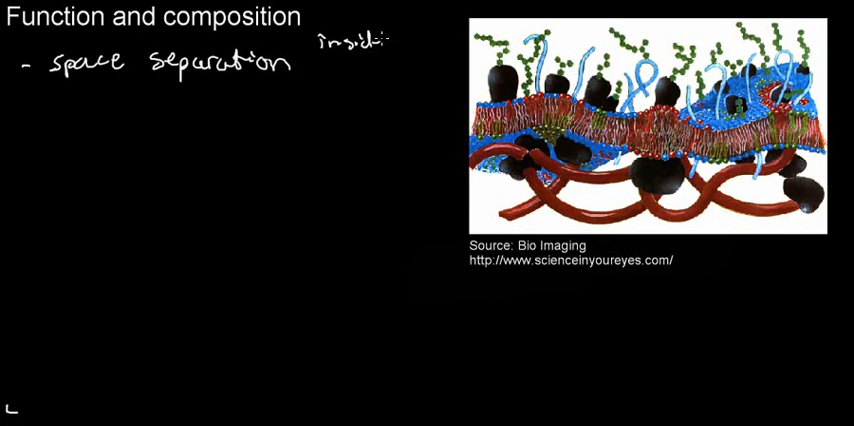 Function and composition
- space separation
Source: Bio Imaging
http://www.scienceinyoureyes.com/